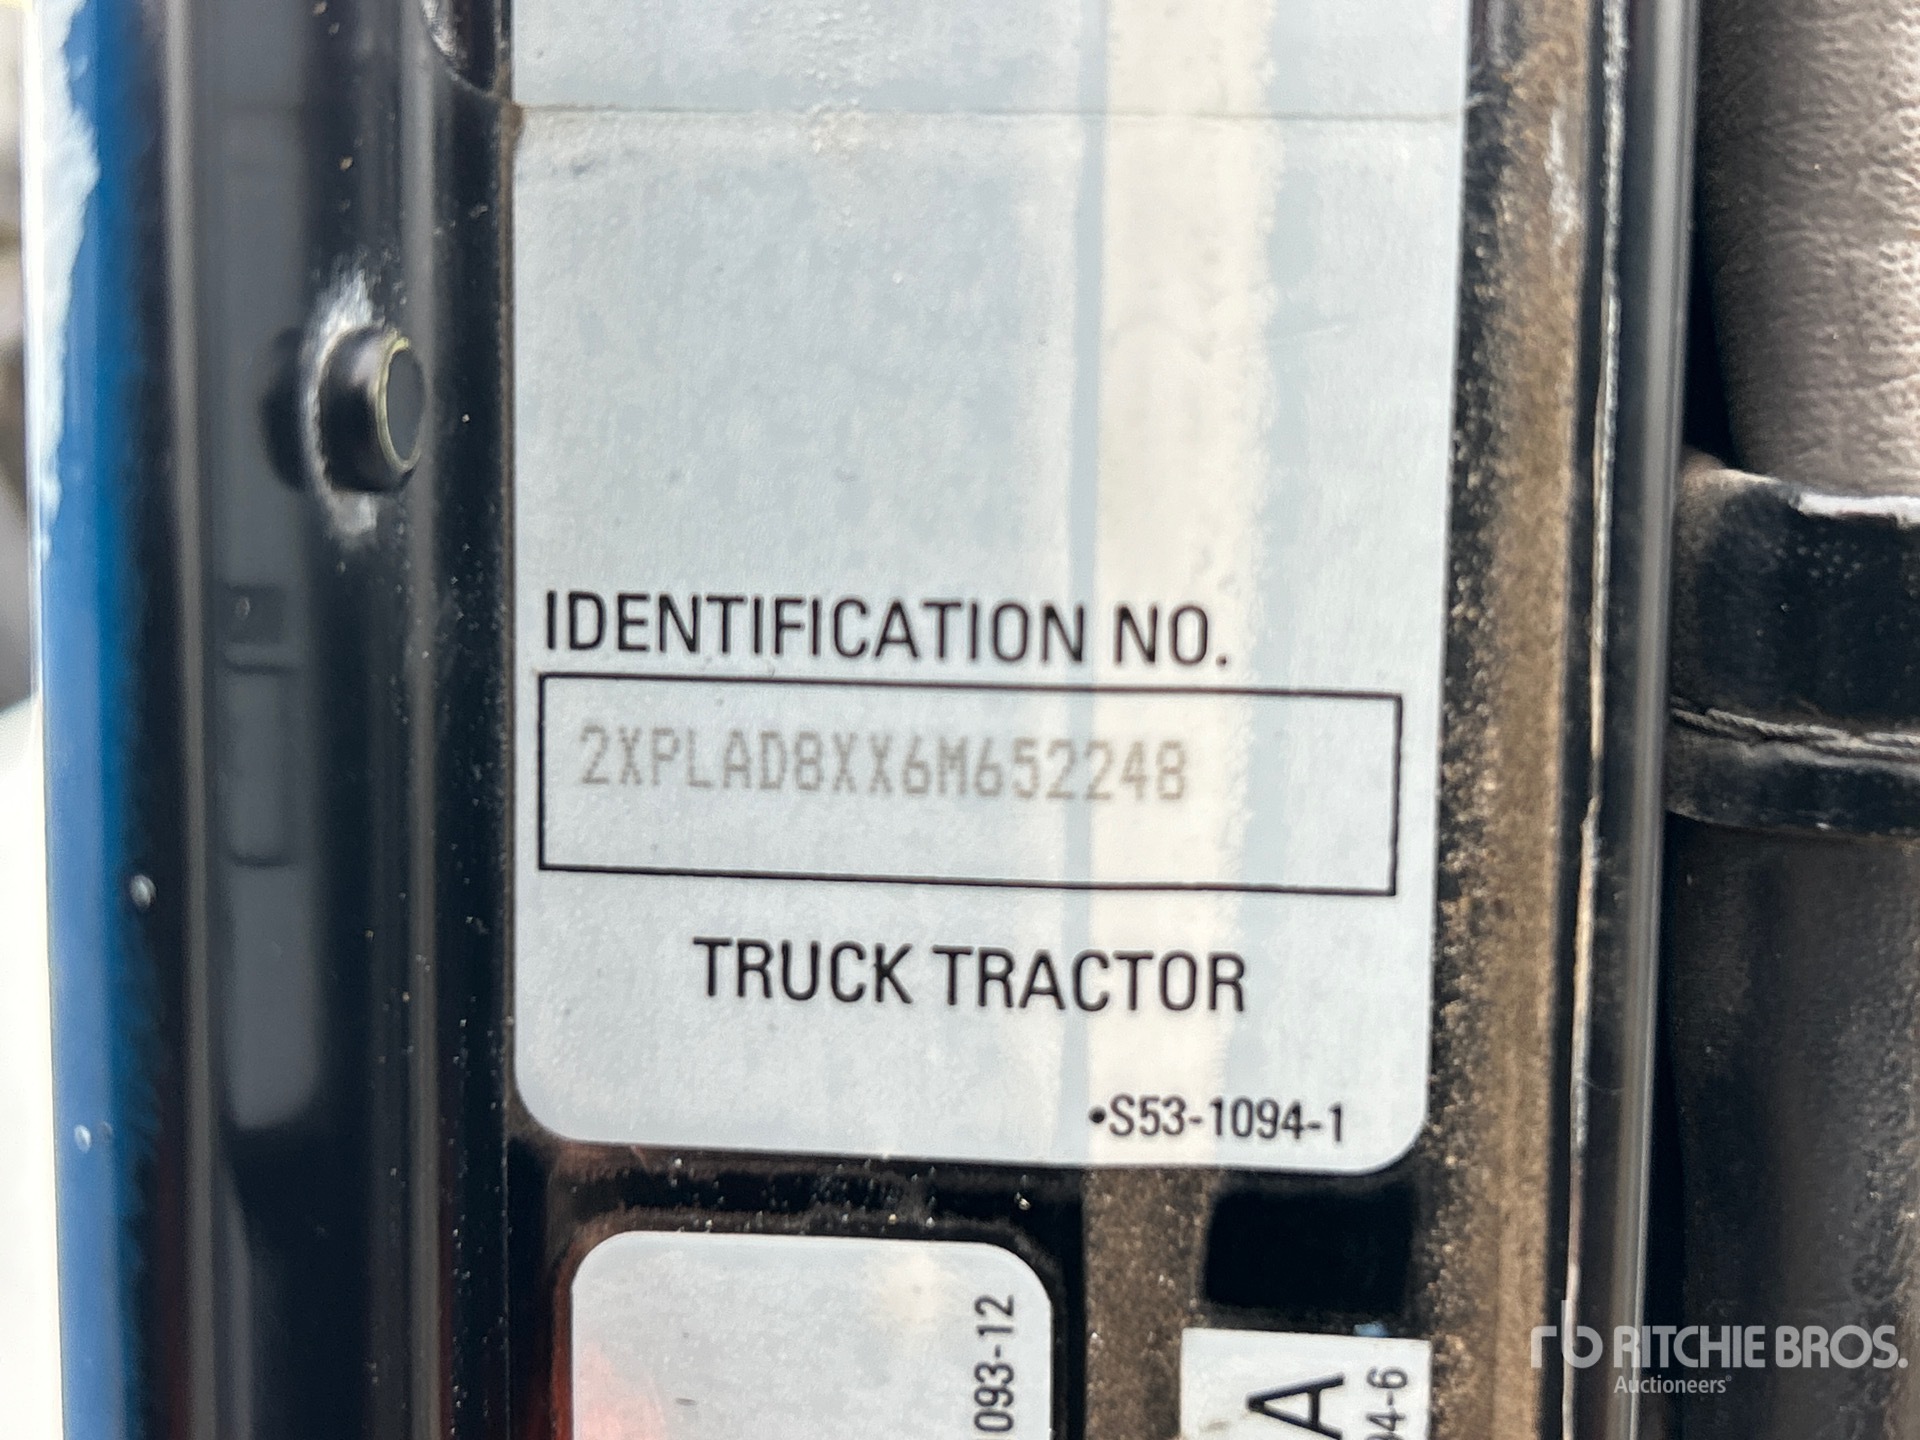 IDENTIFICATION NO.
2XPLAD8XX6M652248
TRUCK TRACTOR
•S53-1094-1
093-12
A
94-6
RITCHIE BROS.
Auctioneers